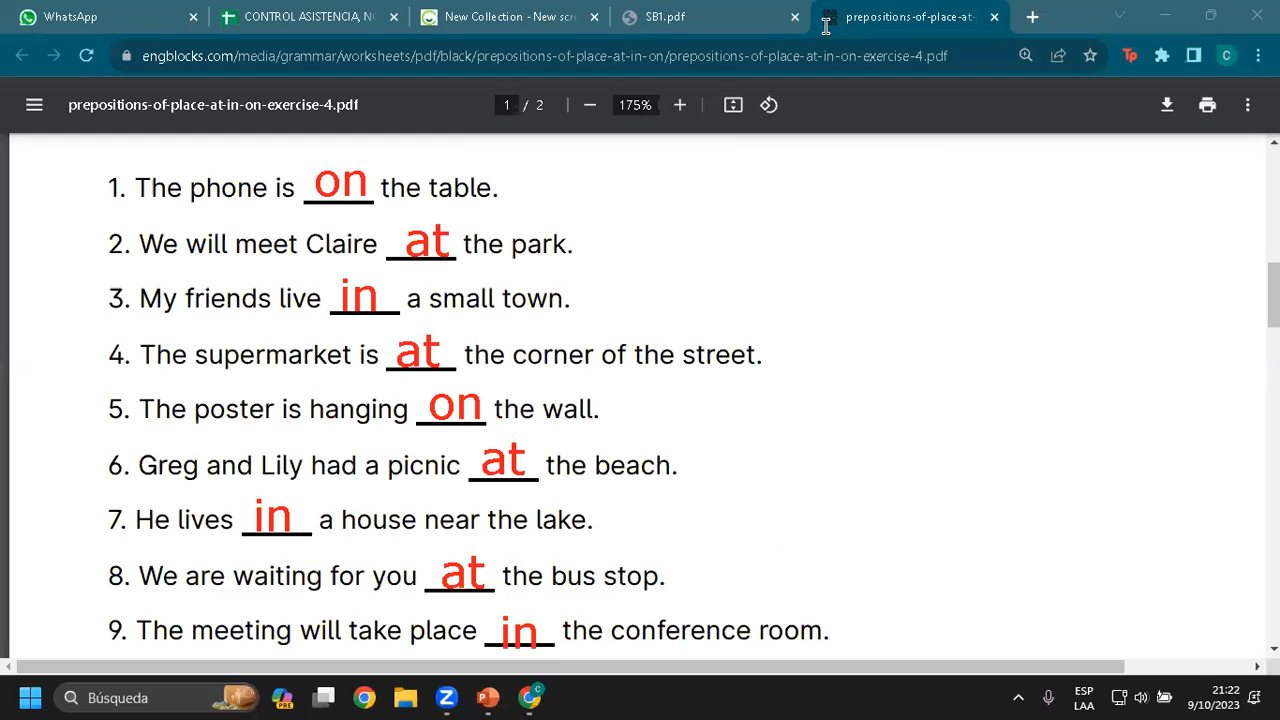 WhatsApp
CONTROL ASISTENCIA, NO
New Collection - New scre
SB1.pdf
prepositions-of-place-at-
engblocks.com/media/grammar/worksheets/pdf/black/prepositions-of-place-at-in-on/prepositions-of-place-at-in-on-exercise-4.pdf
prepositions-of-place-at-in-on-exercise-4.pdf
1 / 2
175%
1. The phone is on the table.
2. We will meet Claire at the park.
3. My friends live in a small town.
4. The supermarket is at the corner of the street.
5. The poster is hanging on the wall.
6. Greg and Lily had a picnic at the beach.
7. He lives in a house near the lake.
8. We are waiting for you at the bus stop.
9. The meeting will take place in the conference room.
Búsqueda
PRE
ESP
LAA
21:22
9/10/2023